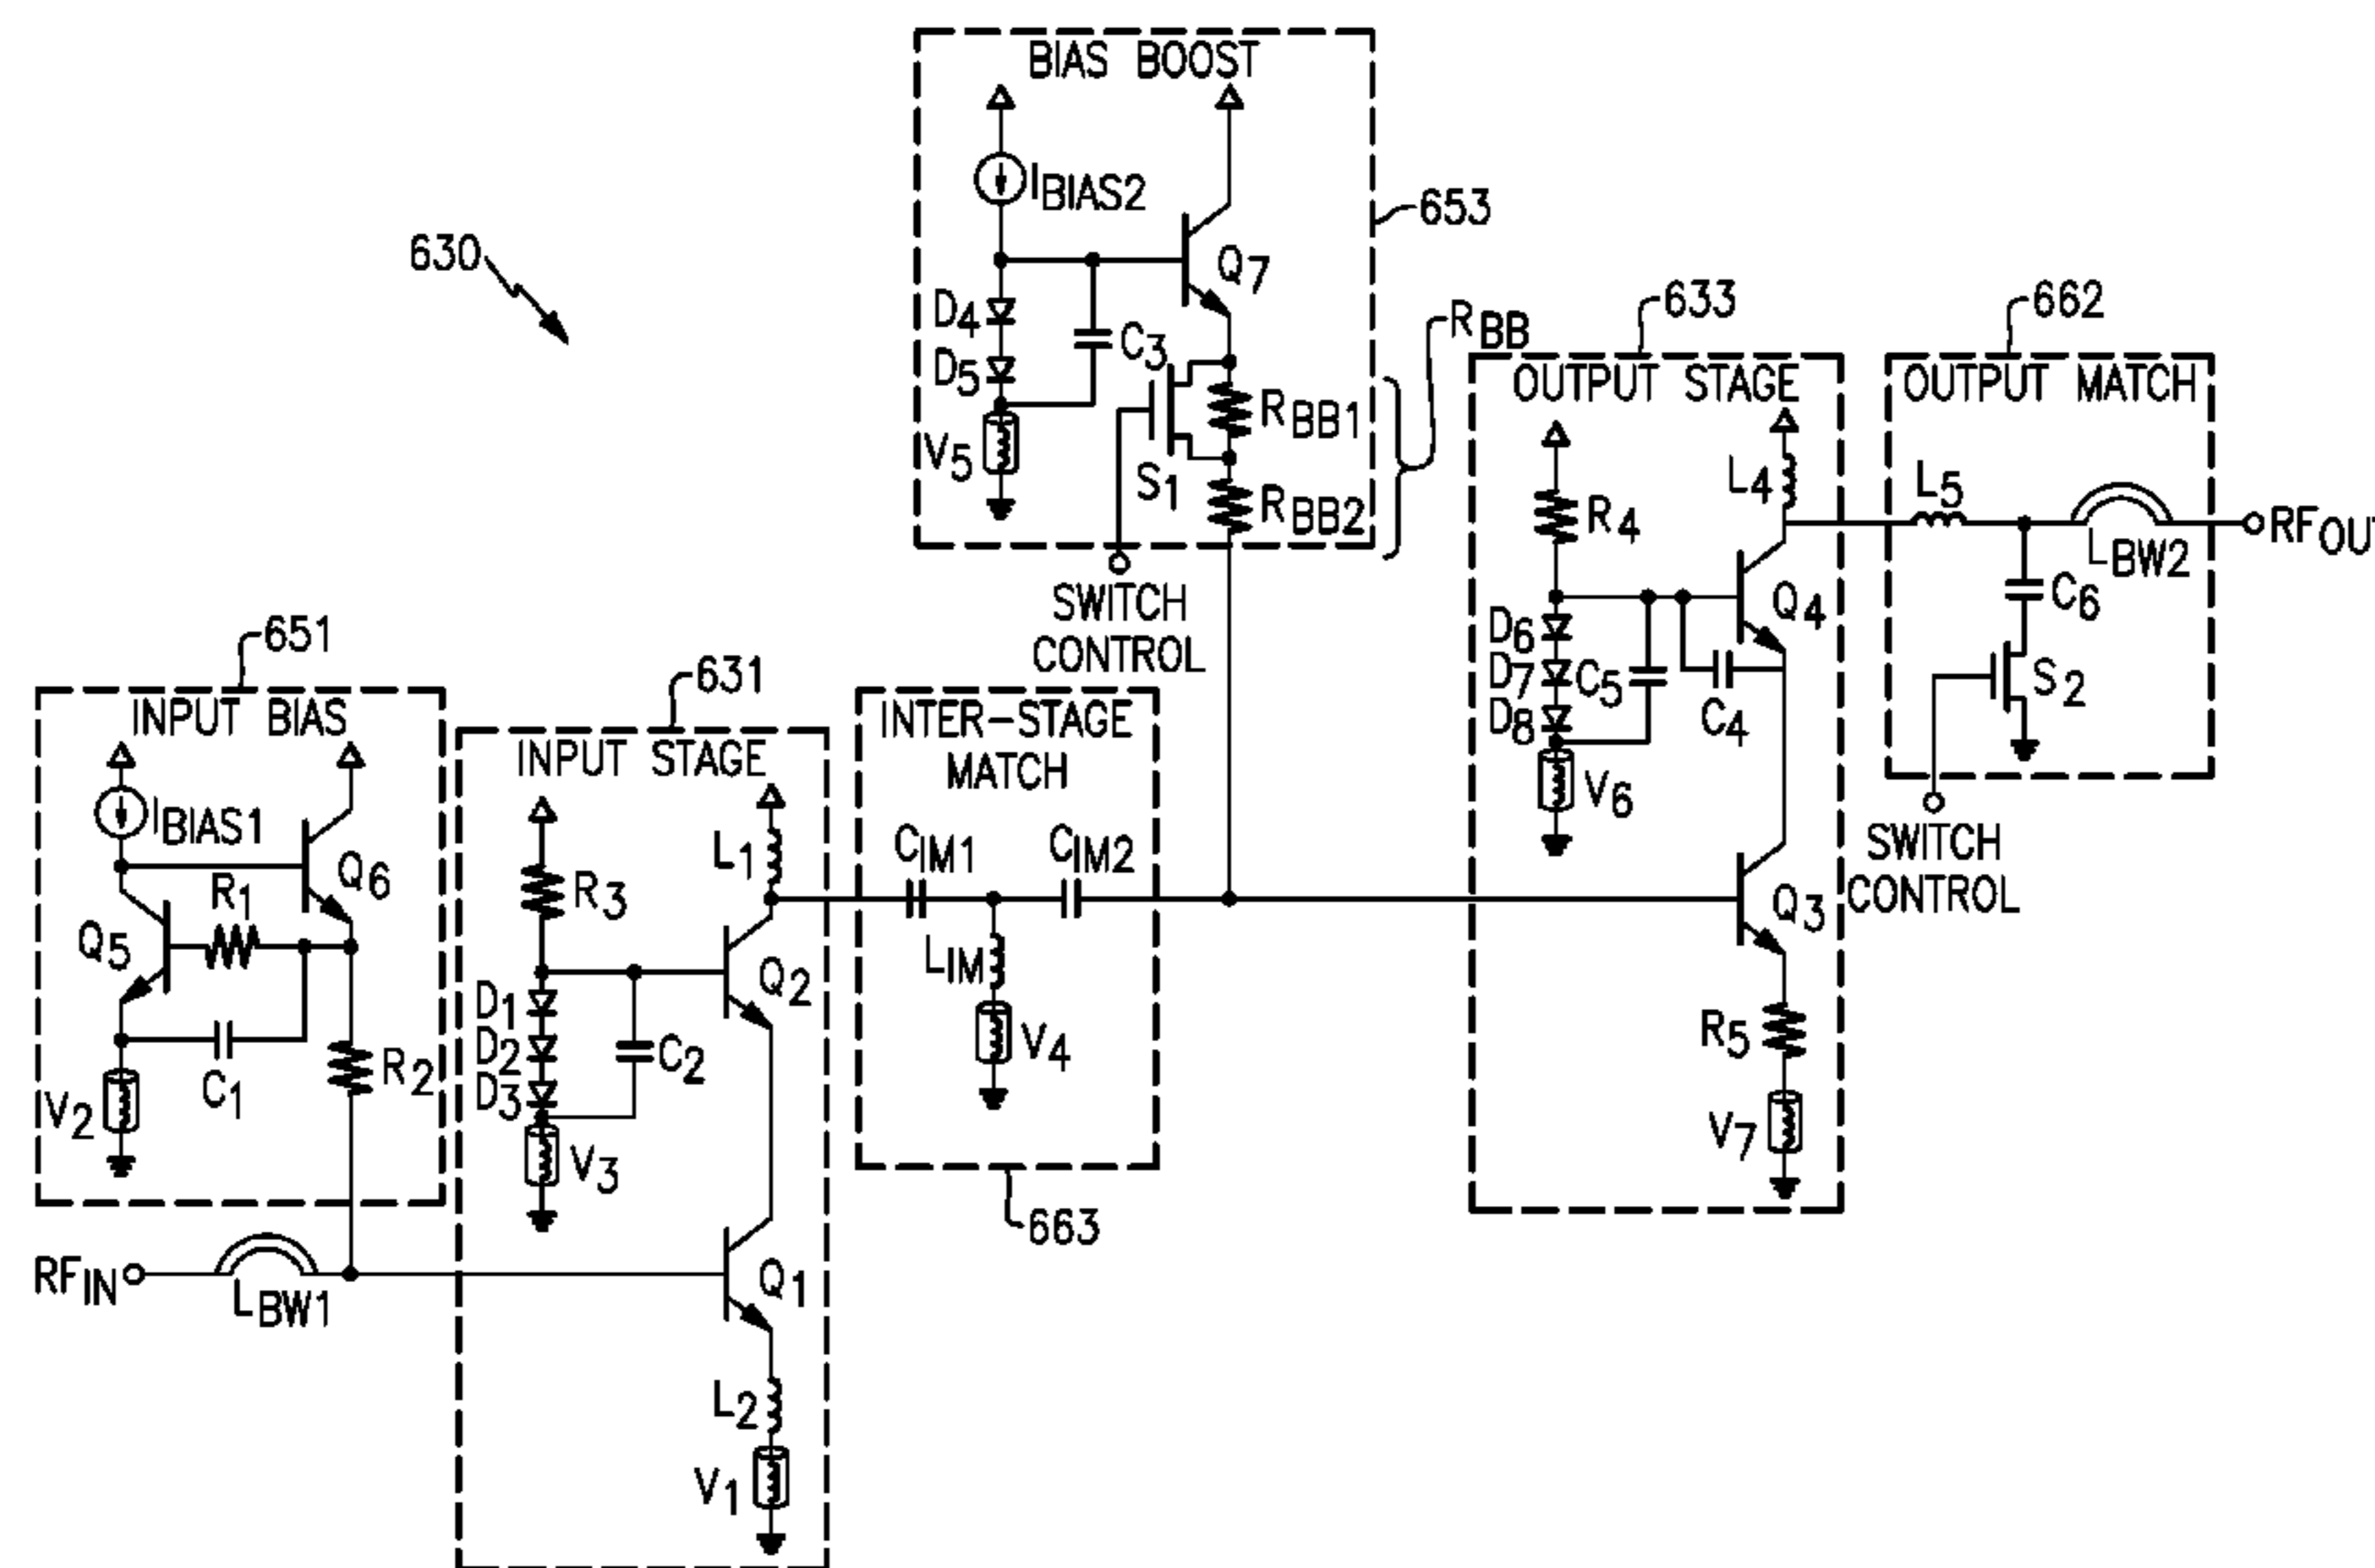 630
BIAS BOOST
IBIAS2
Q7
653
D4
D5
C3
V5
S1
RBB1
RBB2
RBB
SWITCH
CONTROL
651
INPUT BIAS
IBIAS1
Q6
Q5
R1
C1
V2
R2
RFIN
LBW1
631
INPUT STAGE
L1
R3
Q2
D1
D2
D3
C2
V3
Q1
L2
V1
INTER-STAGE
MATCH
CIM1
CIM2
LIM
V4
663
633
OUTPUT STAGE
L4
R4
Q4
D6
D7
D8
C5
C4
V6
Q3
R5
V7
662
OUTPUT MATCH
L5
LBW2
C6
S2
RFOU
SWITCH
CONTROL